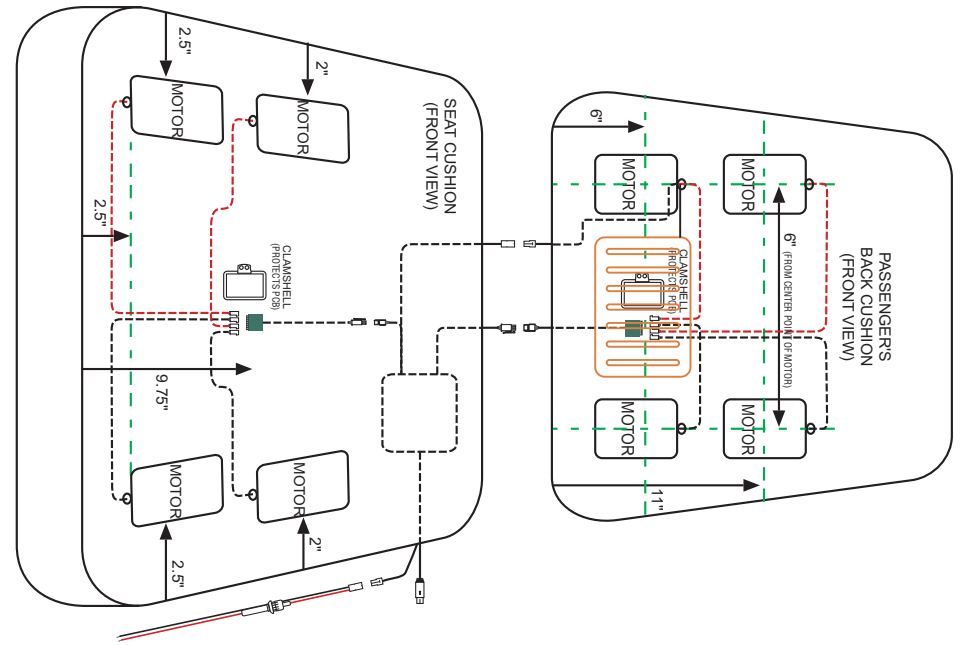 PASSENGER'S
BACK CUSHION
(FRONT VIEW)
6"
11"
6" (FROM CENTER POINT OF MOTOR)
MOTOR
MOTOR
MOTOR
MOTOR
CLAMSHELL
(PROTECTS PCB)
SEAT CUSHION
(FRONT VIEW)
2.5"
2"
MOTOR
MOTOR
2.5"
CLAMSHELL
(PROTECTS PCB)
9.75"
MOTOR
MOTOR
2.5"
2"